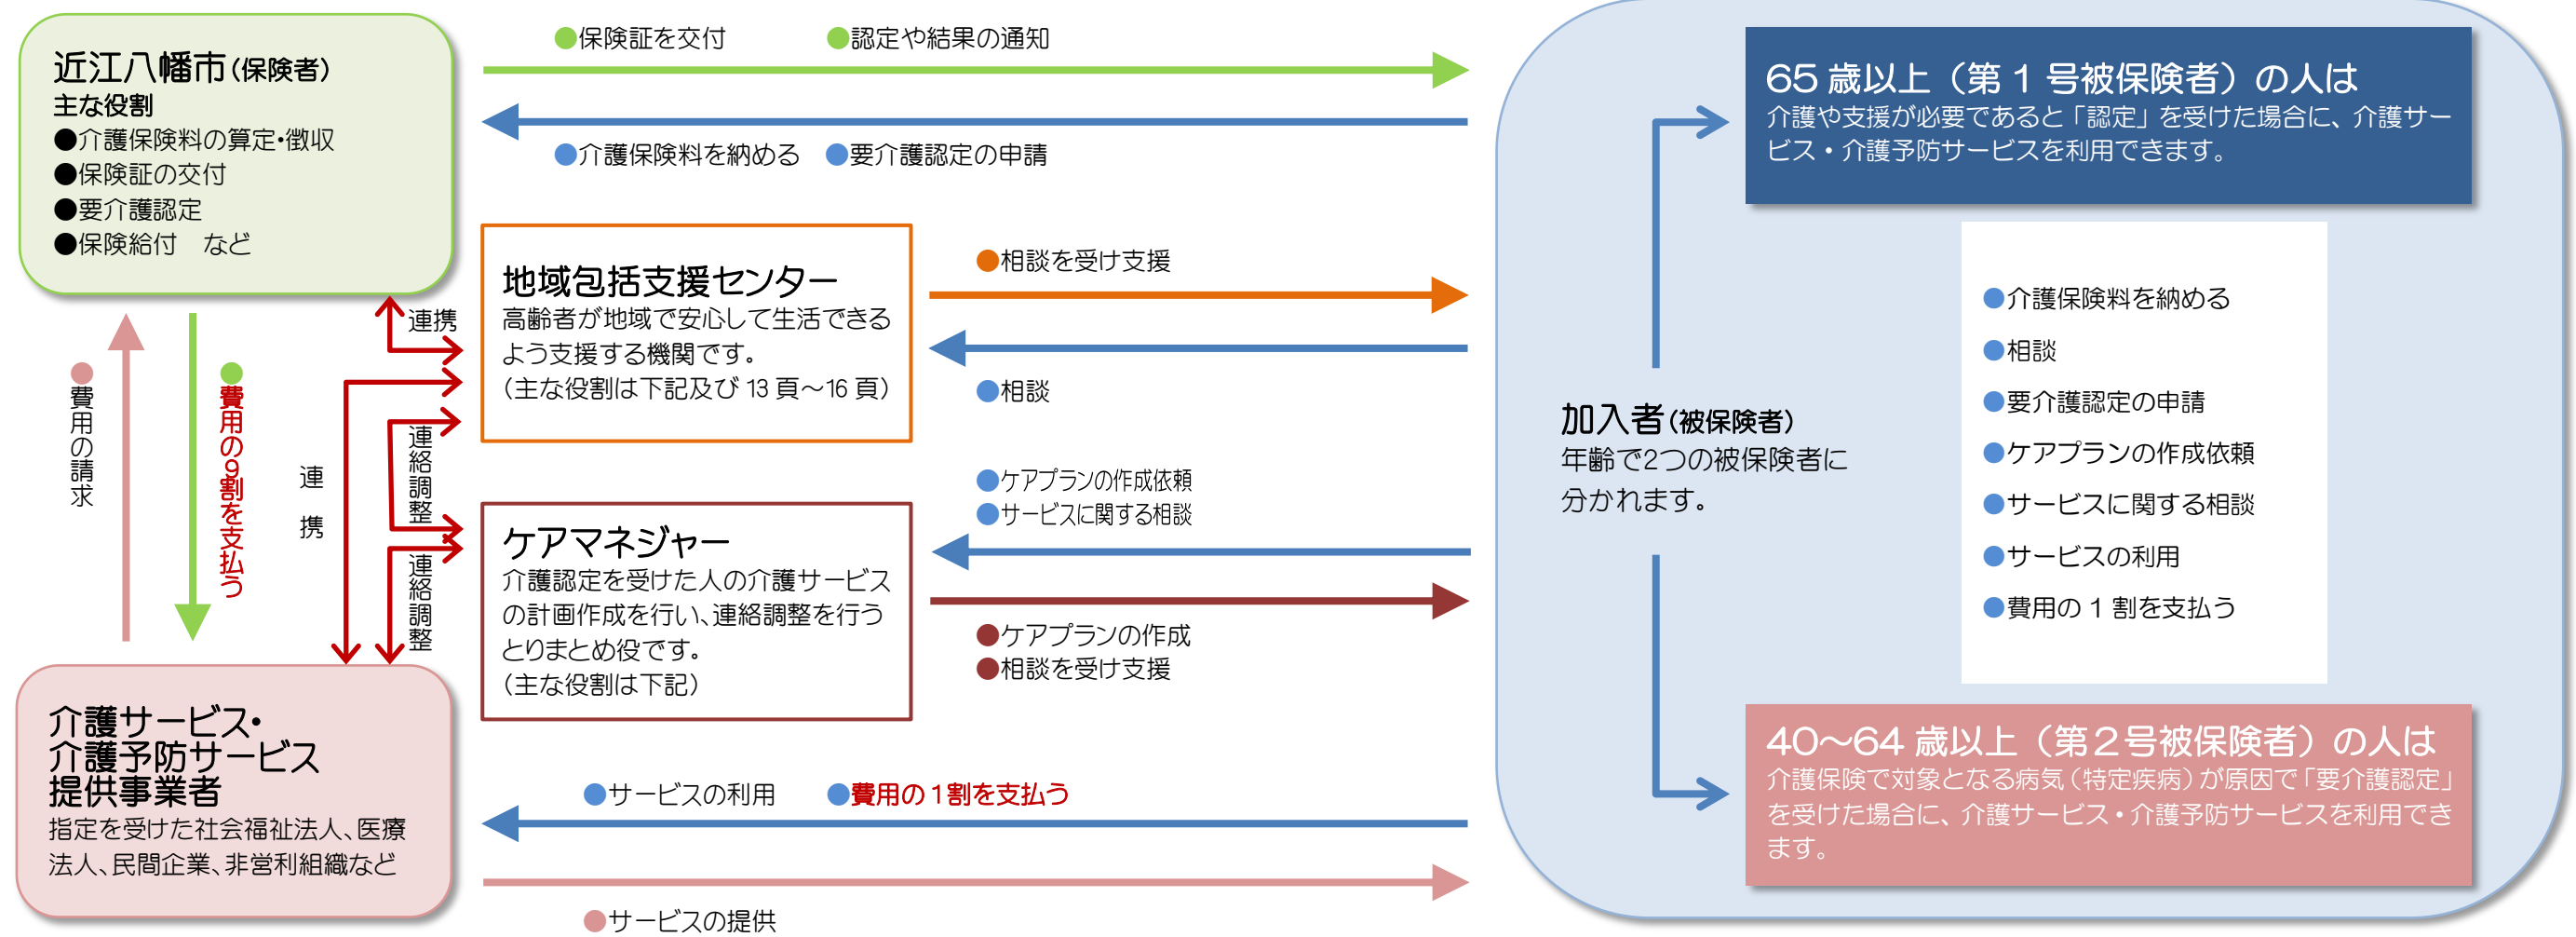 近江八幡市（保険者）
主な役割
●介護保険料の算定・徴収
●保険証の交付
●要介護認定
●保険給付　など
●保険証を交付
●認定や結果の通知
●介護保険料を納める
●要介護認定の申請
連携
●費用の請求
●費用の９割を支払う
連　携
連絡調整
連絡調整
地域包括支援センター
高齢者が地域で安心して生活できる
よう支援する機関です。
（主な役割は下記及び 13 頁～16 頁）
●相談を受け支援
●相談
ケアマネジャー
介護認定を受けた人の介護サービス
の計画作成を行い、連絡調整を行う
とりまとめ役です。
（主な役割は下記）
●ケアプランの作成依頼
●サービスに関する相談
●ケアプランの作成
●相談を受け支援
介護サービス・
介護予防サービス
提供事業者
指定を受けた社会福祉法人、医療
法人、民間企業、非営利組織など
●サービスの利用
●費用の１割を支払う
●サービスの提供
加入者（被保険者）
年齢で2つの被保険者に
分かれます。
65 歳以上（第 1 号被保険者）の人は
介護や支援が必要であると「認定」を受けた場合に、介護サー
ビス・介護予防サービスを利用できます。
●介護保険料を納める
●相談
●要介護認定の申請
●ケアプランの作成依頼
●サービスに関する相談
●サービスの利用
●費用の 1 割を支払う
40～64 歳以上（第２号被保険者）の人は
介護保険で対象となる病気（特定疾病）が原因で「要介護認定」
を受けた場合に、介護サービス・介護予防サービスを利用でき
ます。